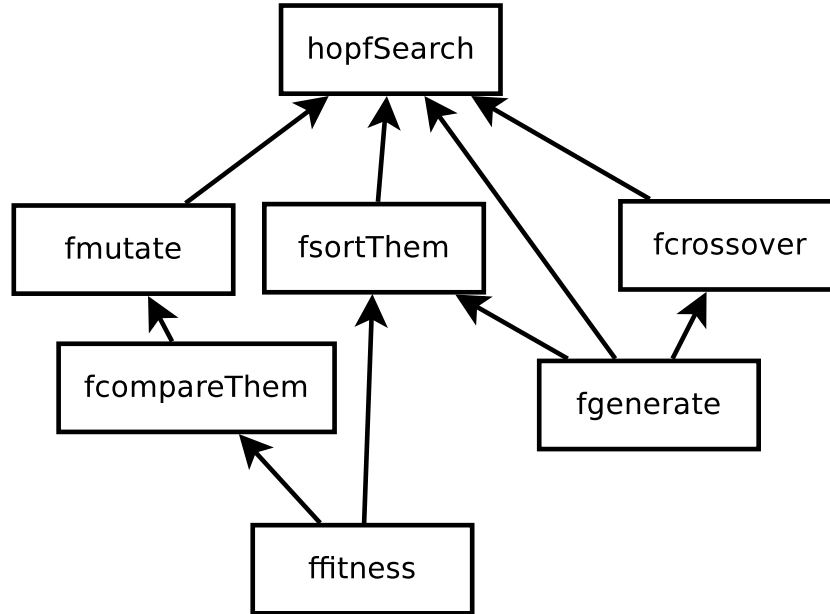 hopfSearch
fmutate
fsortThem
fcrossover
fcompareThem
fgenerate
ffitness